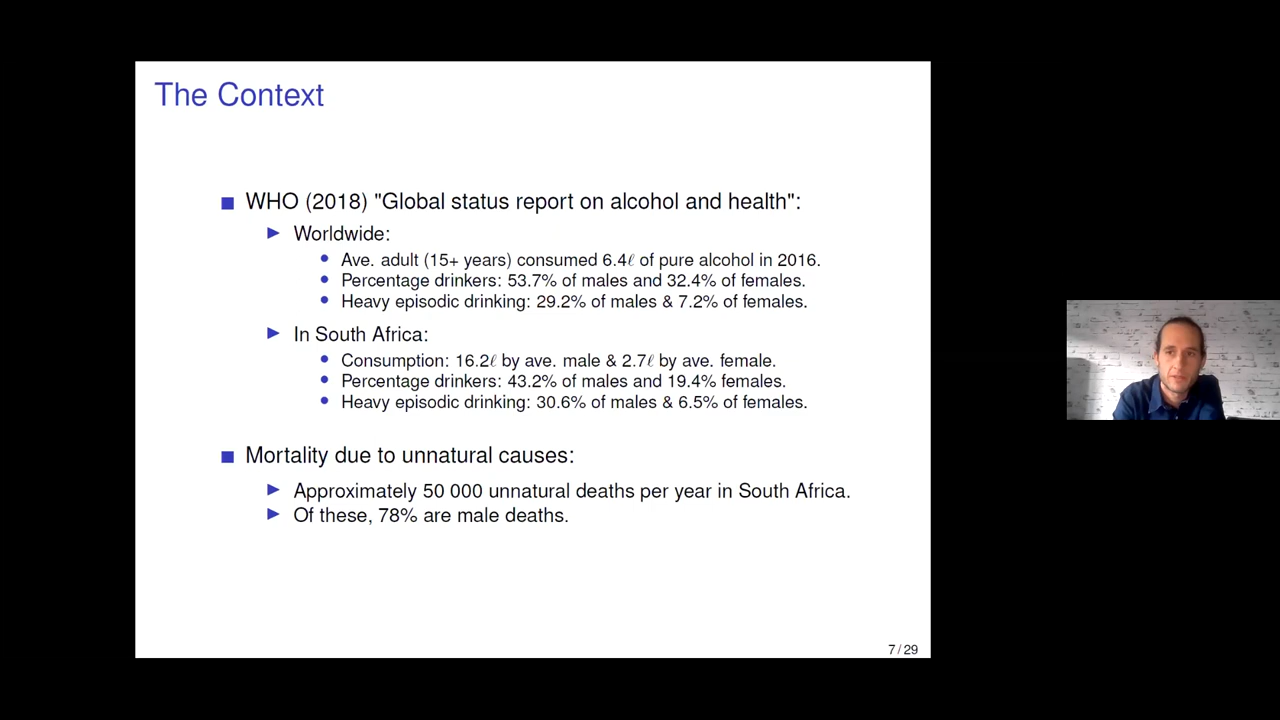 The Context
WHO (2018) "Global status report on alcohol and health":
Worldwide:
Ave. adult (15+ years) consumed 6.4ℓ of pure alcohol in 2016.
Percentage drinkers: 53.7% of males and 32.4% of females.
Heavy episodic drinking: 29.2% of males & 7.2% of females.
In South Africa:
Consumption: 16.2ℓ by ave. male & 2.7ℓ by ave. female.
Percentage drinkers: 43.2% of males and 19.4% females.
Heavy episodic drinking: 30.6% of males & 6.5% of females.
Mortality due to unnatural causes:
Approximately 50 000 unnatural deaths per year in South Africa.
Of these, 78% are male deaths.
7 / 29